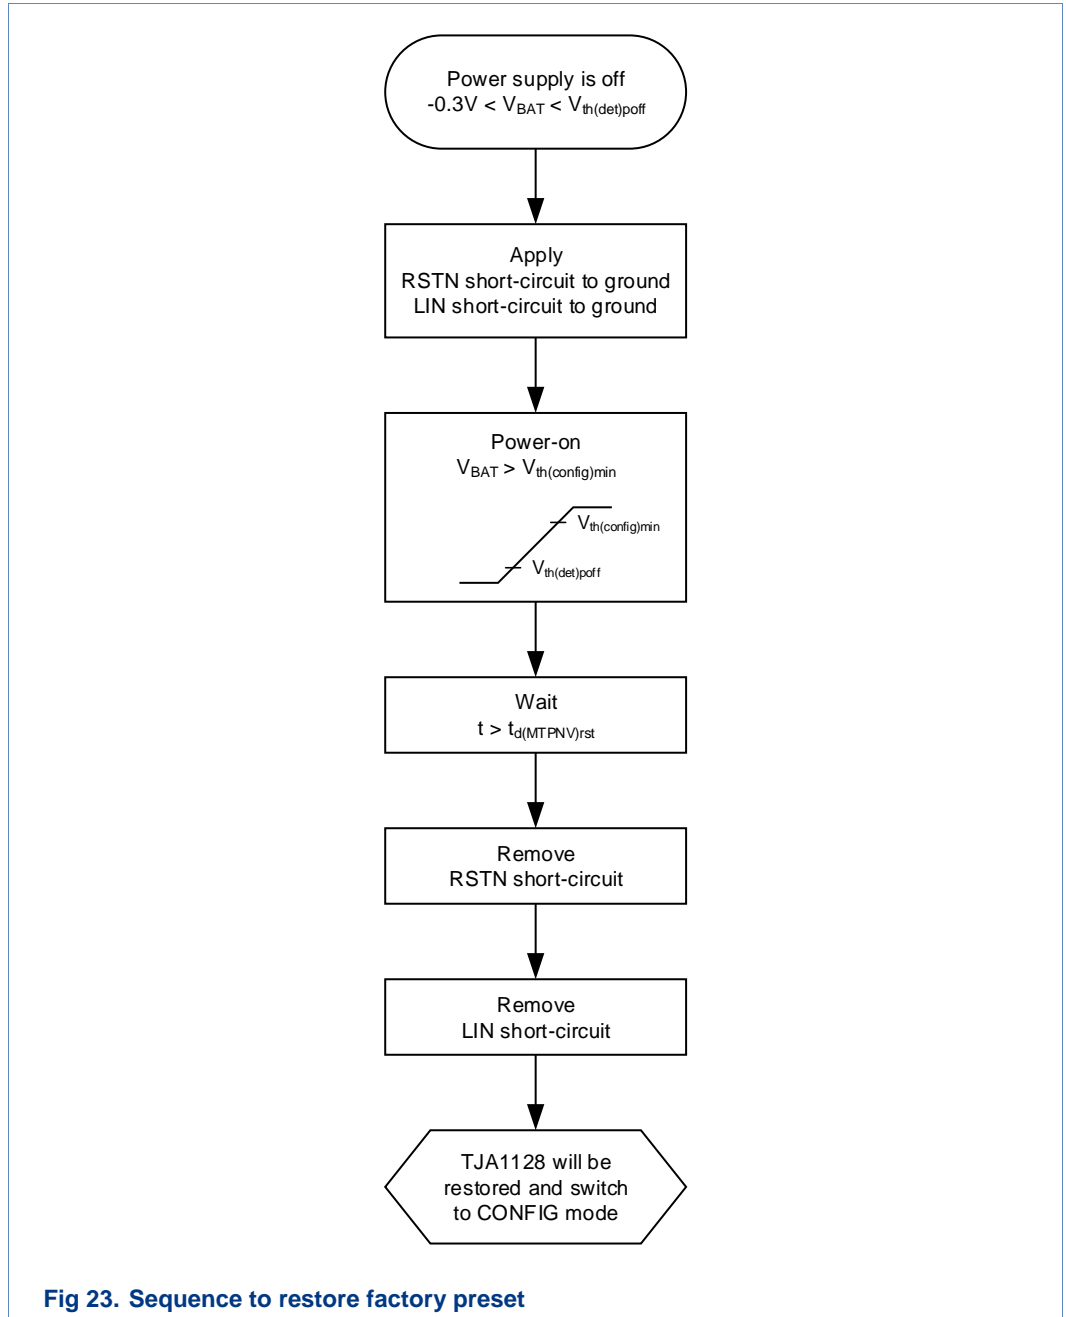 Power supply is off
-0.3V < VBAT < Vth(det)poff
Apply
RSTN short-circuit to ground
LIN short-circuit to ground
Power-on
VBAT > Vth(config)min
Vth(config)min
Vth(det)poff
Wait
t > td(MTPNV)rst
Remove
RSTN short-circuit
Remove
LIN short-circuit
TJA1128 will be
restored and switch
to CONFIG mode
Fig 23. Sequence to restore factory preset